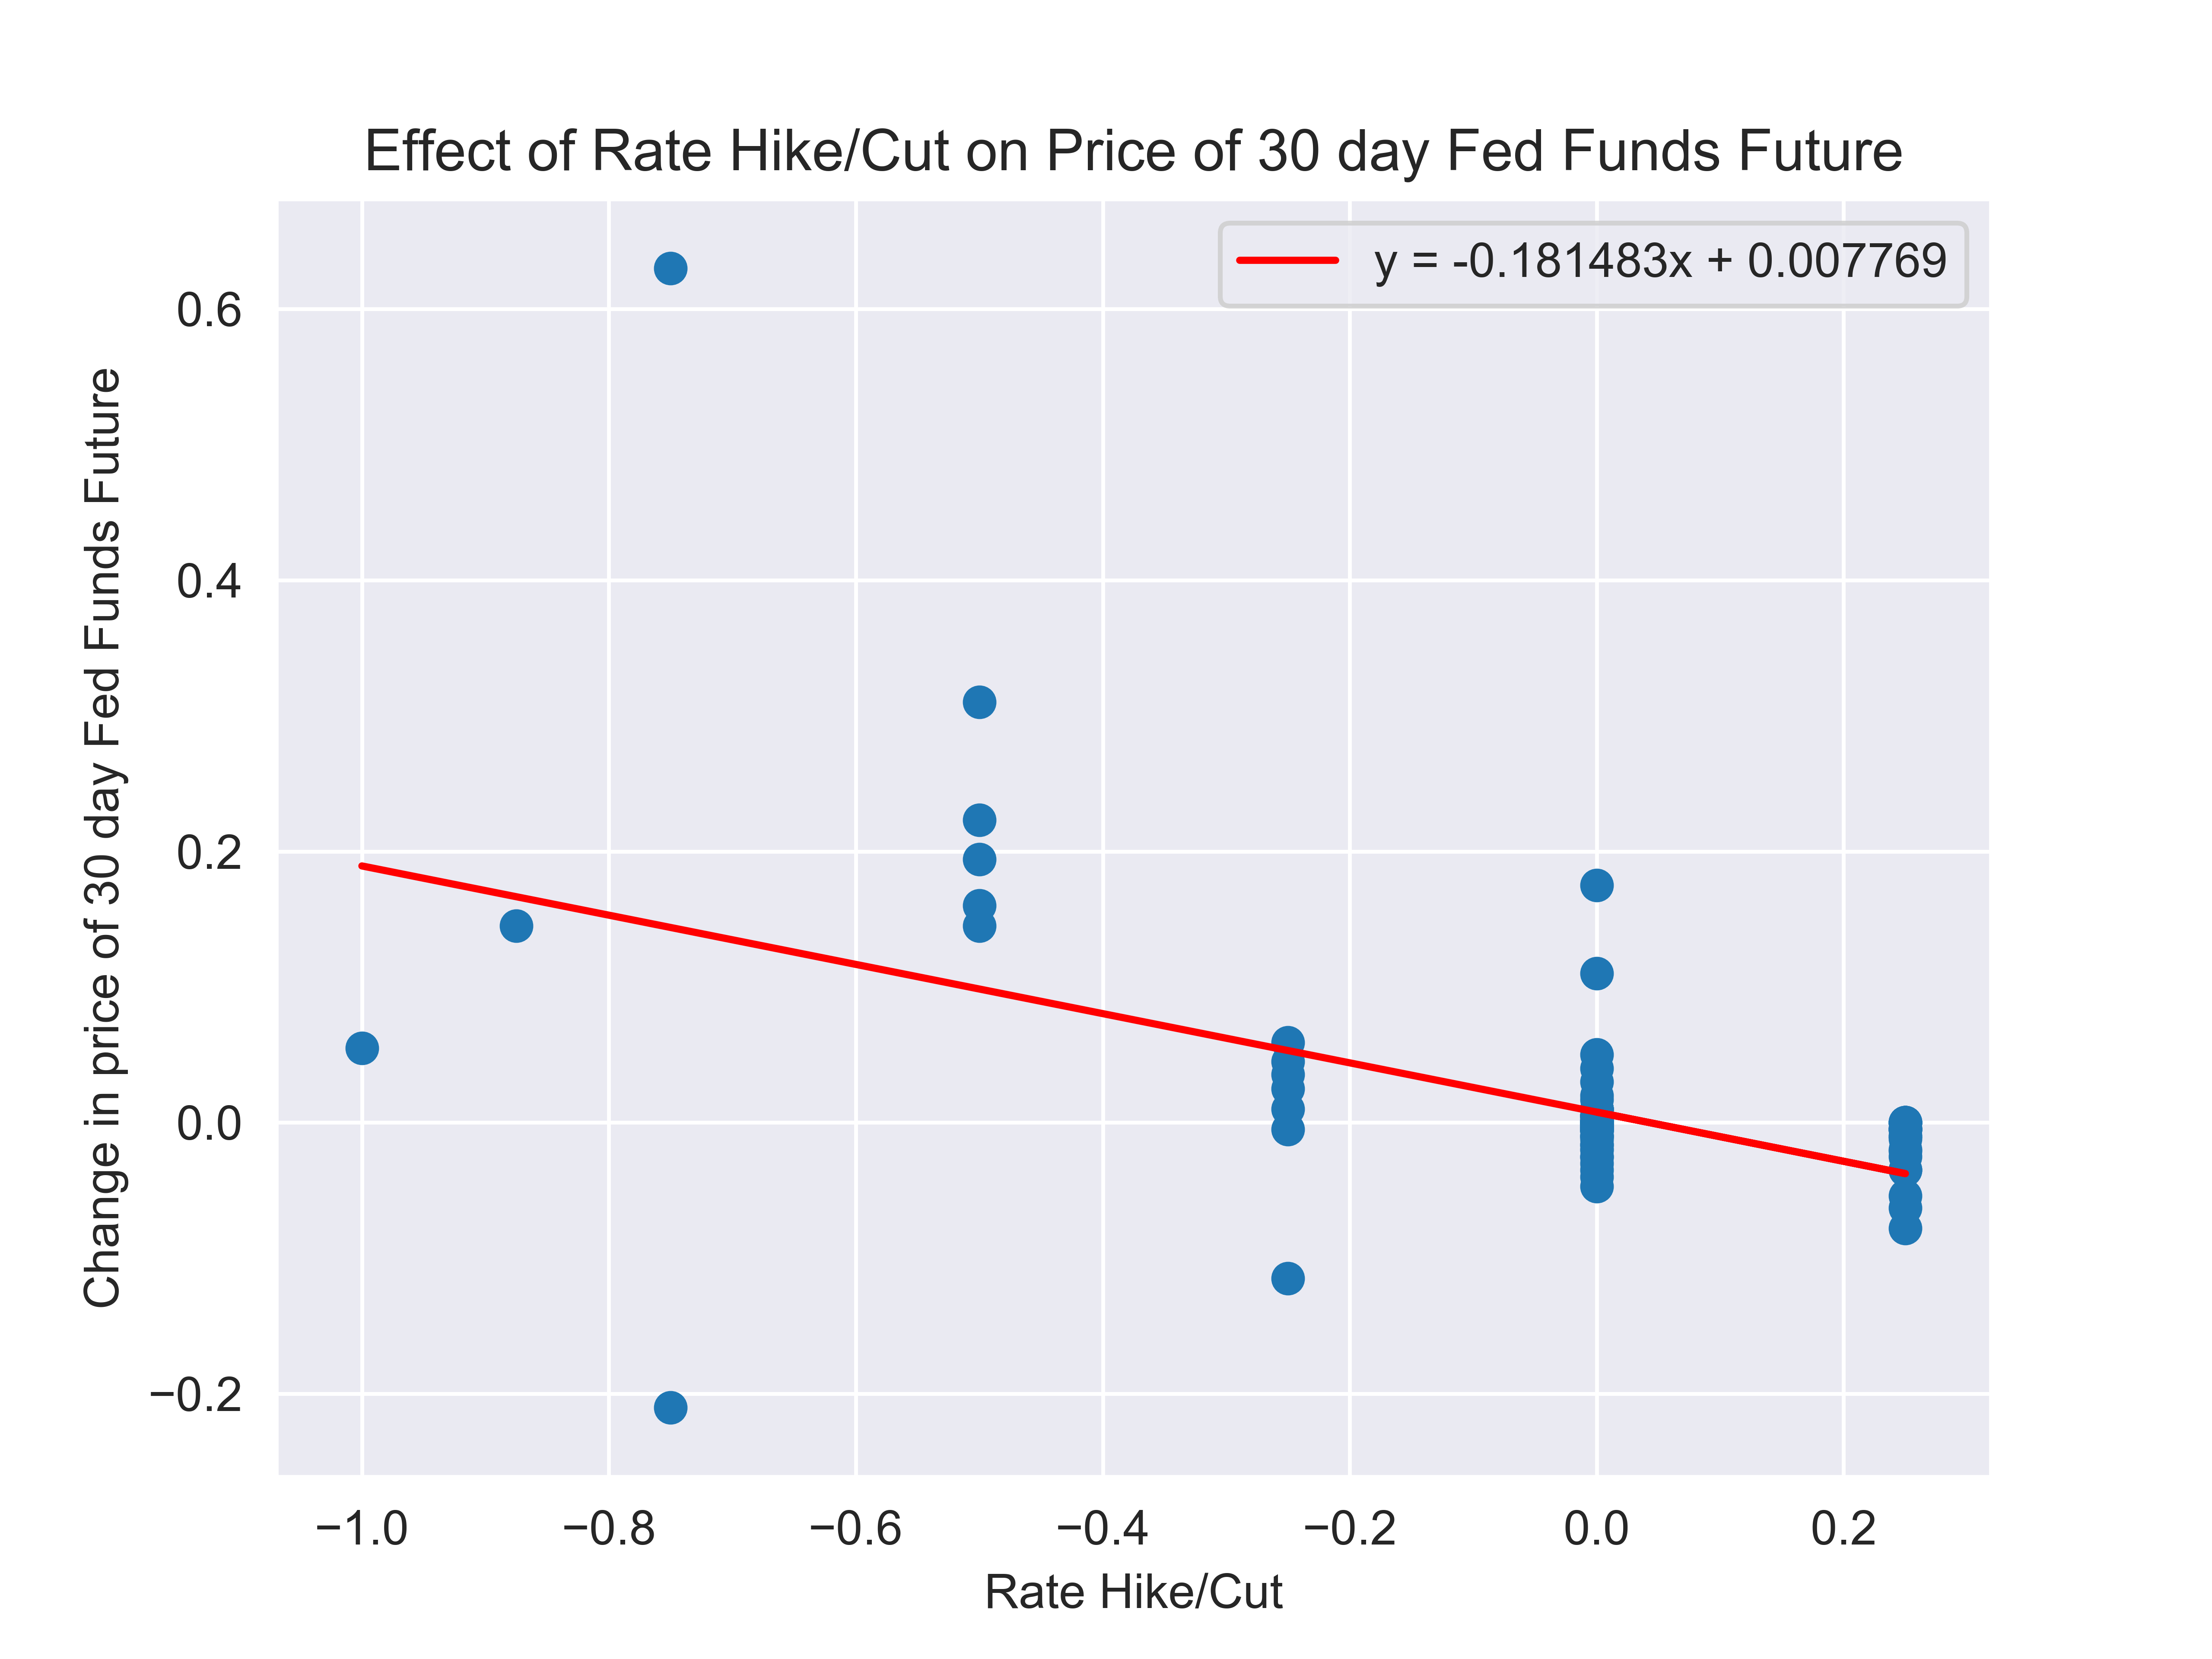 Effect of Rate Hike/Cut on Price of 30 day Fed Funds Future
y = -0.181483x + 0.007769
Change in price of 30 day Fed Funds Future
0.6
0.4
0.2
0.0
−0.2
−1.0 −0.8 −0.6 −0.4 −0.2 0.0 0.2
Rate Hike/Cut